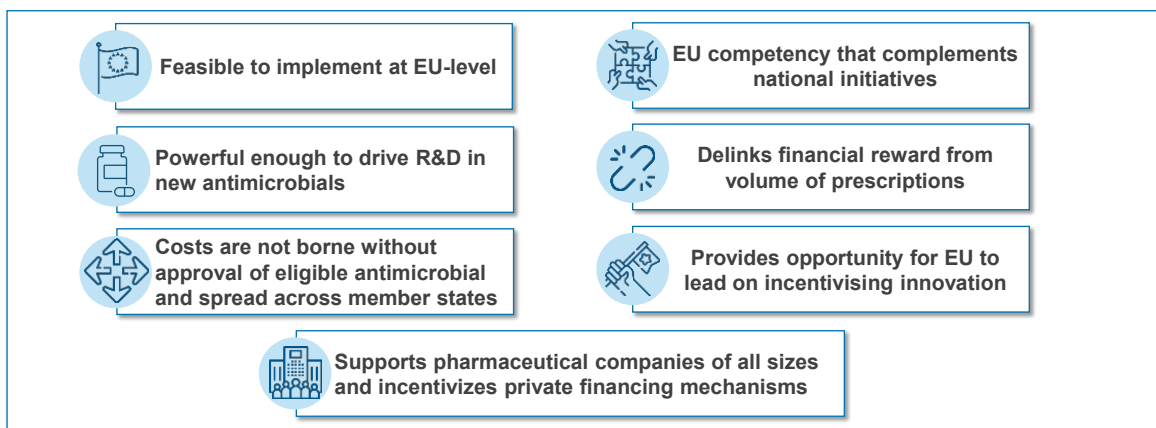 Feasible to implement at EU-level
EU competency that complements
national initiatives
Powerful enough to drive R&D in
new antimicrobials
Delinks financial reward from
volume of prescriptions
Costs are not borne without
approval of eligible antimicrobial
and spread across member states
Provides opportunity for EU to
lead on incentivising innovation
Supports pharmaceutical companies of all sizes
and incentivizes private financing mechanisms